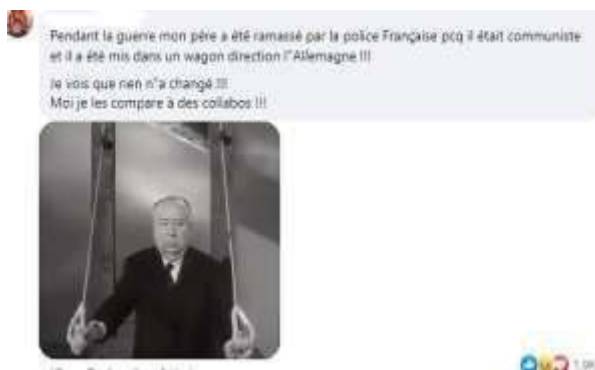 Pendant la guerre mon père a été ramassé par la police Française pcq il était communiste
et il a été mis dans un wagon direction l"Allemagne !!!
Je vois que rien n"a changé !!!
Moi je les compare à des collabos !!!